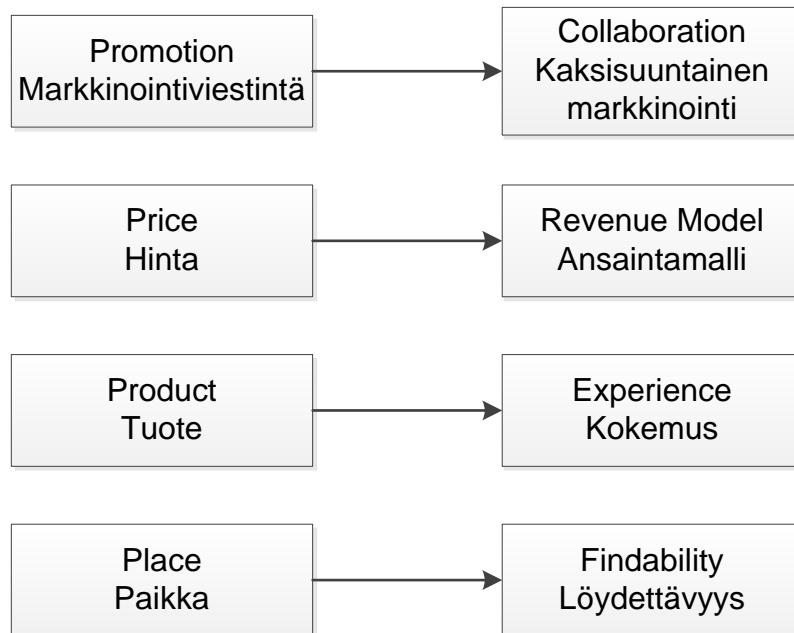 Promotion
Markkinointiviestintä
Collaboration
Kaksisuuntainen
markkinointi
Price
Hinta
Revenue Model
Ansaintamalli
Product
Tuote
Experience
Kokemus
Place
Paikka
Findability
Löydettävyys